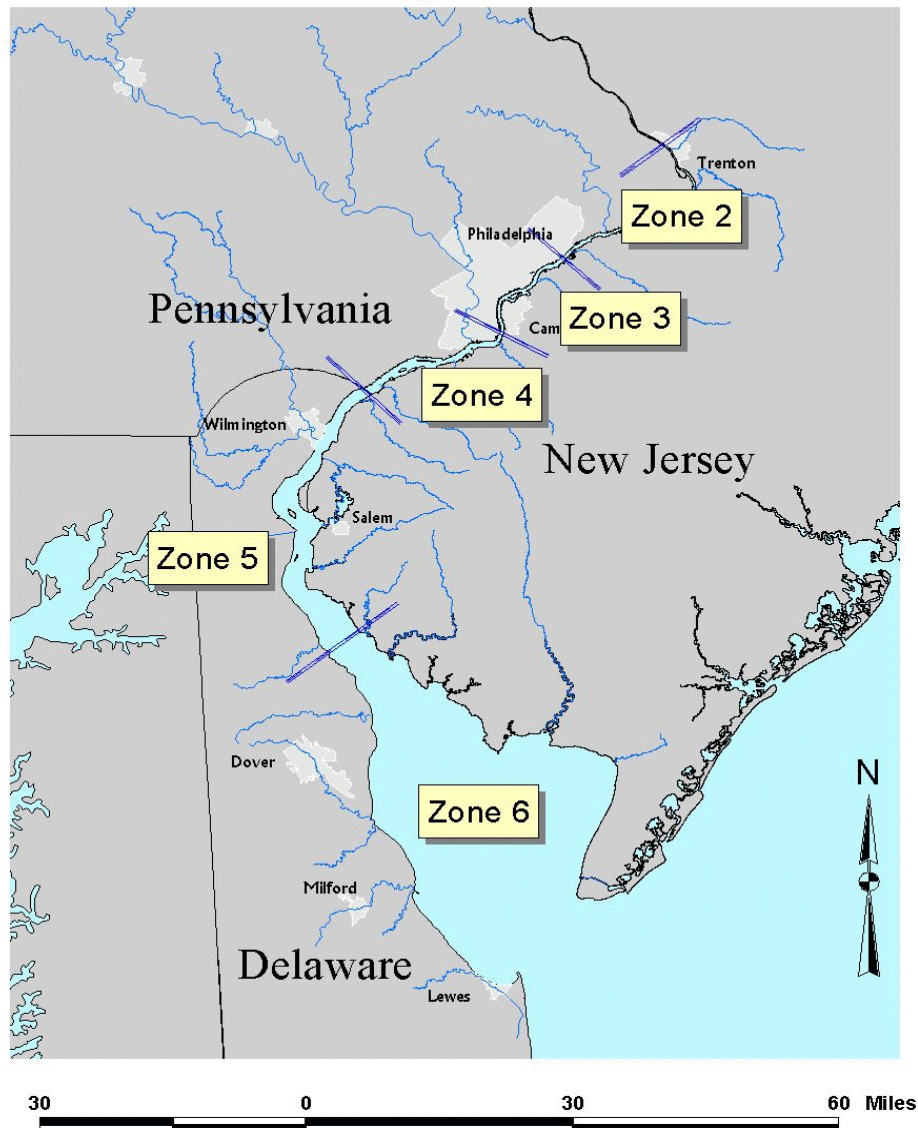 Trenton
Zone 2
Philadelphia
Pennsylvania
Zone 3
Cam
Zone 4
Wilmington
New Jersey
Salem
Zone 5
Dover
N
Zone 6
Milford
Delaware
Lewes
30 0 30 60 Miles